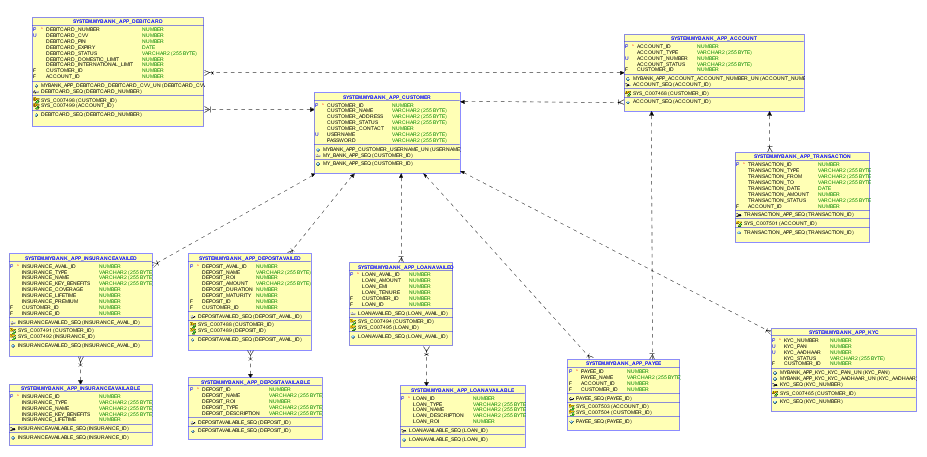 SYSTEM.MYBANK_APP_DEBITCARD
P * DEBITCARD_NUMBER NUMBER
U DEBITCARD_CVV NUMBER
DEBITCARD_PIN NUMBER
DEBITCARD_EXPIRY DATE
DEBITCARD_STATUS VARCHAR2 (255 BYTE)
DEBITCARD_DOMESTIC_LIMIT NUMBER
DEBITCARD_INTERNATIONAL_LIMIT NUMBER
F CUSTOMER_ID NUMBER
F ACCOUNT_ID NUMBER
MYBANK_APP_DEBITCARD_DEBITCARD_CVV_UN (DEBITCARD_CV
DEBITCARD_SEQ (DEBITCARD_NUMBER)
SYS_C007498 (CUSTOMER_ID)
SYS_C007499 (ACCOUNT_ID)
DEBITCARD_SEQ (DEBITCARD_NUMBER)
SYSTEM.MYBANK_APP_ACCOUNT
P * ACCOUNT_ID NUMBER
ACCOUNT_TYPE VARCHAR2 (255 BYTE)
U ACCOUNT_NUMBER NUMBER
ACCOUNT_STATUS VARCHAR2 (255 BYTE)
F CUSTOMER_ID NUMBER
MYBANK_APP_ACCOUNT_ACCOUNT_NUMBER_UN (ACCOUNT_NUM
ACCOUNT_SEQ (ACCOUNT_ID)
SYS_C007468 (CUSTOMER_ID)
ACCOUNT_SEQ (ACCOUNT_ID)
SYSTEM.MYBANK_APP_CUSTOMER
P * CUSTOMER_ID NUMBER
CUSTOMER_NAME VARCHAR2 (255 BYTE)
CUSTOMER_ADDRESS VARCHAR2 (255 BYTE)
CUSTOMER_STATUS VARCHAR2 (255 BYTE)
CUSTOMER_CONTACT NUMBER
U USERNAME VARCHAR2 (255 BYTE)
PASSWORD VARCHAR2 (255 BYTE)
MYBANK_APP_CUSTOMER_USERNAME_UN (USERNAME
MY_BANK_APP_SEQ (CUSTOMER_ID)
MY_BANK_APP_SEQ (CUSTOMER_ID)
SYSTEM.MYBANK_APP_TRANSACTION
P * TRANSACTION_ID NUMBER
TRANSACTION_TYPE VARCHAR2 (255 BYTE
TRANSACTION_FROM VARCHAR2 (255 BYTE
TRANSACTION_TO VARCHAR2 (255 BYTE
TRANSACTION_DATE DATE
TRANSACTION_AMOUNT NUMBER
TRANSACTION_STATUS VARCHAR2 (255 BYTE
F ACCOUNT_ID NUMBER
TRANSACTION_APP_SEQ (TRANSACTION_ID)
SYS_C007501 (ACCOUNT_ID)
TRANSACTION_APP_SEQ (TRANSACTION_ID)
SYSTEM.MYBANK_APP_INSURANCEAVAILED
P * INSURANCE_AVAIL_ID NUMBER
INSURANCE_TYPE VARCHAR2 (255 BYTE
INSURANCE_NAME VARCHAR2 (255 BYTE
INSURANCE_KEY_BENEFITS VARCHAR2 (255 BYTE
INSURANCE_COVERAGE NUMBER
INSURANCE_LIFETIME NUMBER
INSURANCE_PREMIUM NUMBER
F CUSTOMER_ID NUMBER
F INSURANCE_ID NUMBER
INSURANCEAVAILED_SEQ (INSURANCE_AVAIL_ID)
SYS_C007491 (CUSTOMER_ID)
SYS_C007492 (INSURANCE_ID)
INSURANCEAVAILED_SEQ (INSURANCE_AVAIL_ID)
SYSTEM.MYBANK_APP_DEPOSITAVAILED
P * DEPOSIT_AVAIL_ID NUMBER
DEPOSIT_NAME VARCHAR2 (255 BYTE)
DEPOSIT_ROI NUMBER
DEPOSIT_AMOUNT VARCHAR2 (255 BYTE)
DEPOSIT_DURATION NUMBER
DEPOSIT_MATURITY NUMBER
F DEPOSIT_ID NUMBER
F CUSTOMER_ID NUMBER
DEPOSITAVAILED_SEQ (DEPOSIT_AVAIL_ID)
SYS_C007488 (CUSTOMER_ID)
SYS_C007489 (DEPOSIT_ID)
DEPOSITAVAILED_SEQ (DEPOSIT_AVAIL_ID)
SYSTEM.MYBANK_APP_LOANAVAILED
P * LOAN_AVAIL_ID NUMBER
LOAN_AMOUNT NUMBER
LOAN_EMI NUMBER
LOAN_TENURE NUMBER
F CUSTOMER_ID NUMBER
F LOAN_ID NUMBER
LOANAVAILED_SEQ (LOAN_AVAIL_ID)
SYS_C007494 (CUSTOMER_ID)
SYS_C007495 (LOAN_ID)
LOANAVAILED_SEQ (LOAN_AVAIL_ID)
SYSTEM.MYBANK_APP_KYC
P * KYC_NUMBER NUMBER
U KYC_PAN NUMBER
U KYC_AADHAAR NUMBER
KYC_STATUS VARCHAR2 (255 BYTE)
F CUSTOMER_ID NUMBER
MYBANK_APP_KYC_KYC_PAN_UN (KYC_PAN)
MYBANK_APP_KYC_KYC_AADHAAR_UN (KYC_AADHAAR
KYC_SEQ (KYC_NUMBER)
SYS_C007465 (CUSTOMER_ID)
KYC_SEQ (KYC_NUMBER)
SYSTEM.MYBANK_APP_PAYEE
P * PAYEE_ID NUMBER
PAYEE_NAME VARCHAR2 (255 BYTE
F ACCOUNT_ID NUMBER
F CUSTOMER_ID NUMBER
PAYEE_SEQ (PAYEE_ID)
SYS_C007503 (ACCOUNT_ID)
SYS_C007504 (CUSTOMER_ID)
PAYEE_SEQ (PAYEE_ID)
SYSTEM.MYBANK_APP_INSURANCEAVAILABLE
P * INSURANCE_ID NUMBER
INSURANCE_TYPE VARCHAR2 (255 BYTE
INSURANCE_NAME VARCHAR2 (255 BYTE
INSURANCE_KEY_BENEFITS VARCHAR2 (255 BYTE
INSURANCE_LIFETIME NUMBER
INSURANCEAVAILABLE_SEQ (INSURANCE_ID)
INSURANCEAVAILABLE_SEQ (INSURANCE_ID)
SYSTEM.MYBANK_APP_DEPOSITAVAILABLE
P * DEPOSIT_ID NUMBER
DEPOSIT_NAME VARCHAR2 (255 BYTE
DEPOSIT_ROI NUMBER
DEPOSIT_TYPE VARCHAR2 (255 BYTE
DEPOSIT_DESCRIPTION VARCHAR2 (255 BYTE
DEPOSITAVAILABLE_SEQ (DEPOSIT_ID)
DEPOSITAVAILABLE_SEQ (DEPOSIT_ID)
SYSTEM.MYBANK_APP_LOANAVAILABLE
P * LOAN_ID NUMBER
LOAN_TYPE VARCHAR2 (255 BYTE
LOAN_NAME VARCHAR2 (255 BYTE
LOAN_DESCRIPTION VARCHAR2 (255 BYTE
LOAN_ROI NUMBER
LOANAVAILABLE_SEQ (LOAN_ID)
LOANAVAILABLE_SEQ (LOAN_ID)